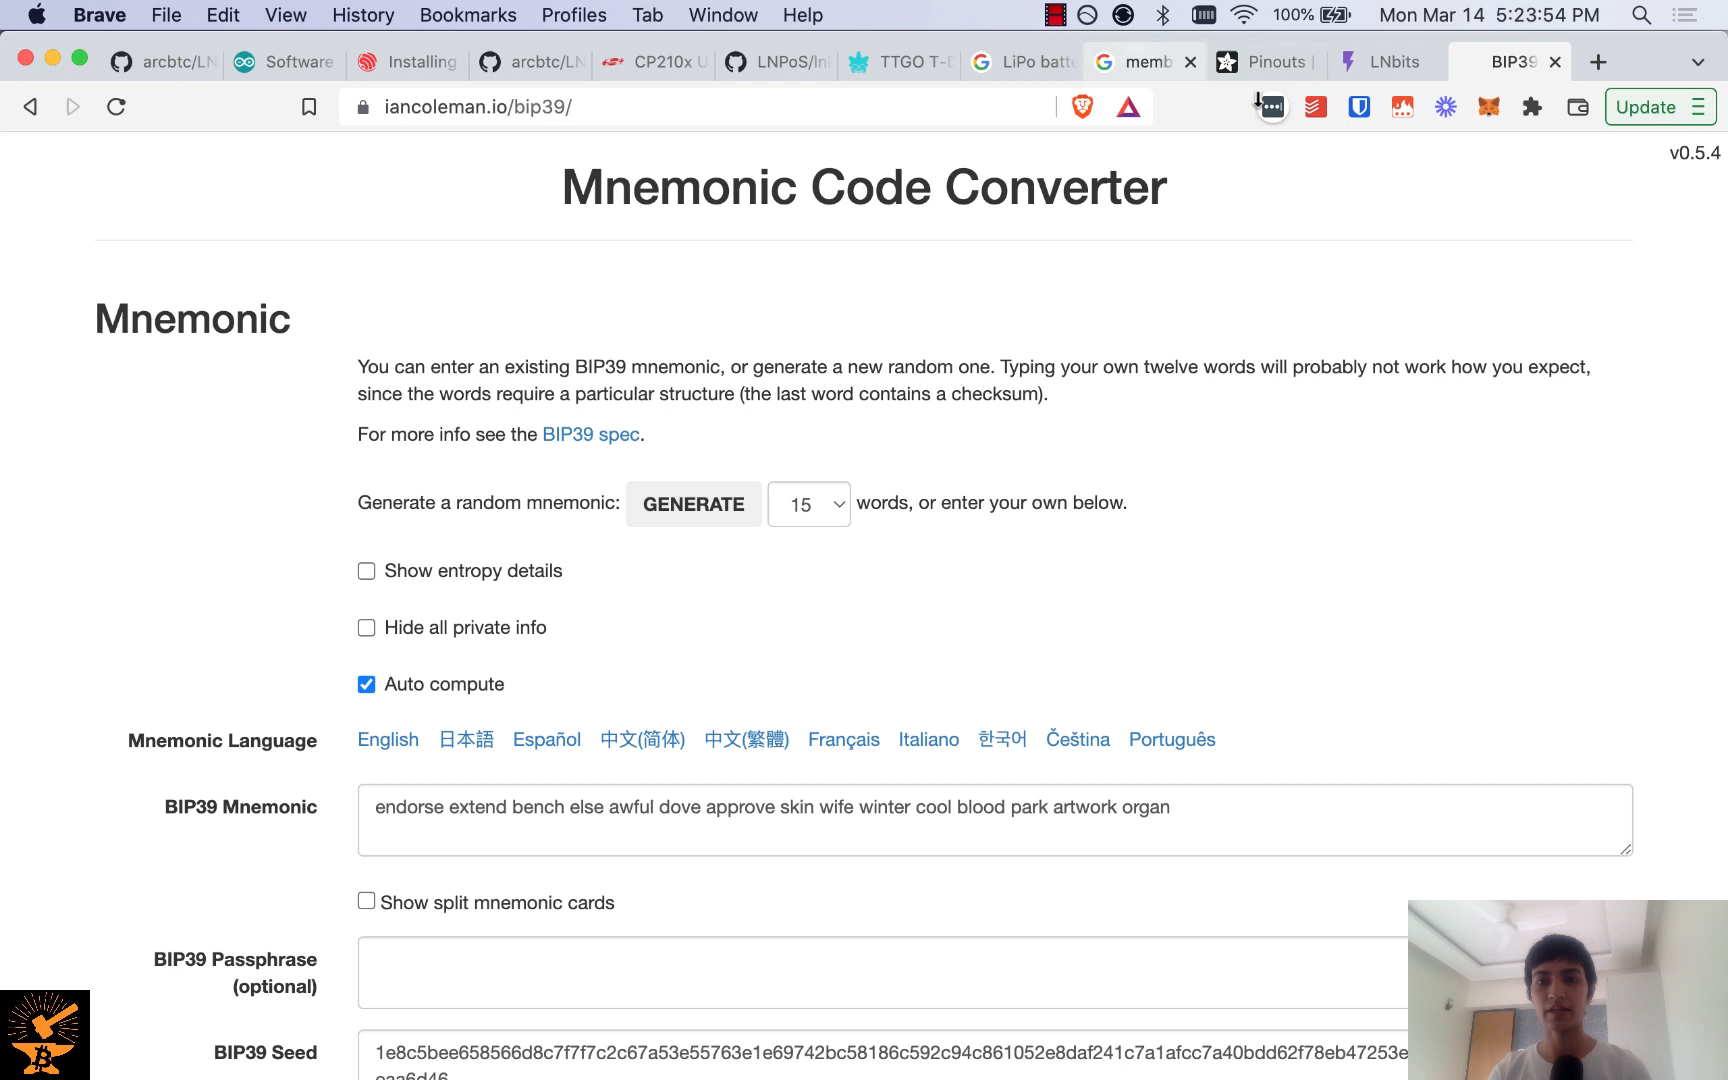 Brave File Edit View History Bookmarks Profiles Tab Window Help 100% Mon Mar 14 5:23:54 PM
arcbtc/LN Software Installing arcbtc/LN CP210x U LNPoS/Ini TTGO T-D LiPo batte memb Pinouts | LNbits BIP39
iancoleman.io/bip39/ Update
v0.5.4
Mnemonic Code Converter
Mnemonic
You can enter an existing BIP39 mnemonic, or generate a new random one. Typing your own twelve words will probably not work how you expect,
since the words require a particular structure (the last word contains a checksum).
For more info see the BIP39 spec.
Generate a random mnemonic: GENERATE 15 words, or enter your own below.
Show entropy details
Hide all private info
Auto compute
Mnemonic Language English 日本語 Español 中文(简体) 中文(繁體) Français Italiano 한국어 Čeština Português
BIP39 Mnemonic endorse extend bench else awful dove approve skin wife winter cool blood park artwork organ
Show split mnemonic cards
BIP39 Passphrase
(optional)
BIP39 Seed 1e8c5bee658566d8c7f7f7c2c67a53e55763e1e69742bc58186c592c94c861052e8daf241c7a1afcc7a40bdd62f78eb47253e